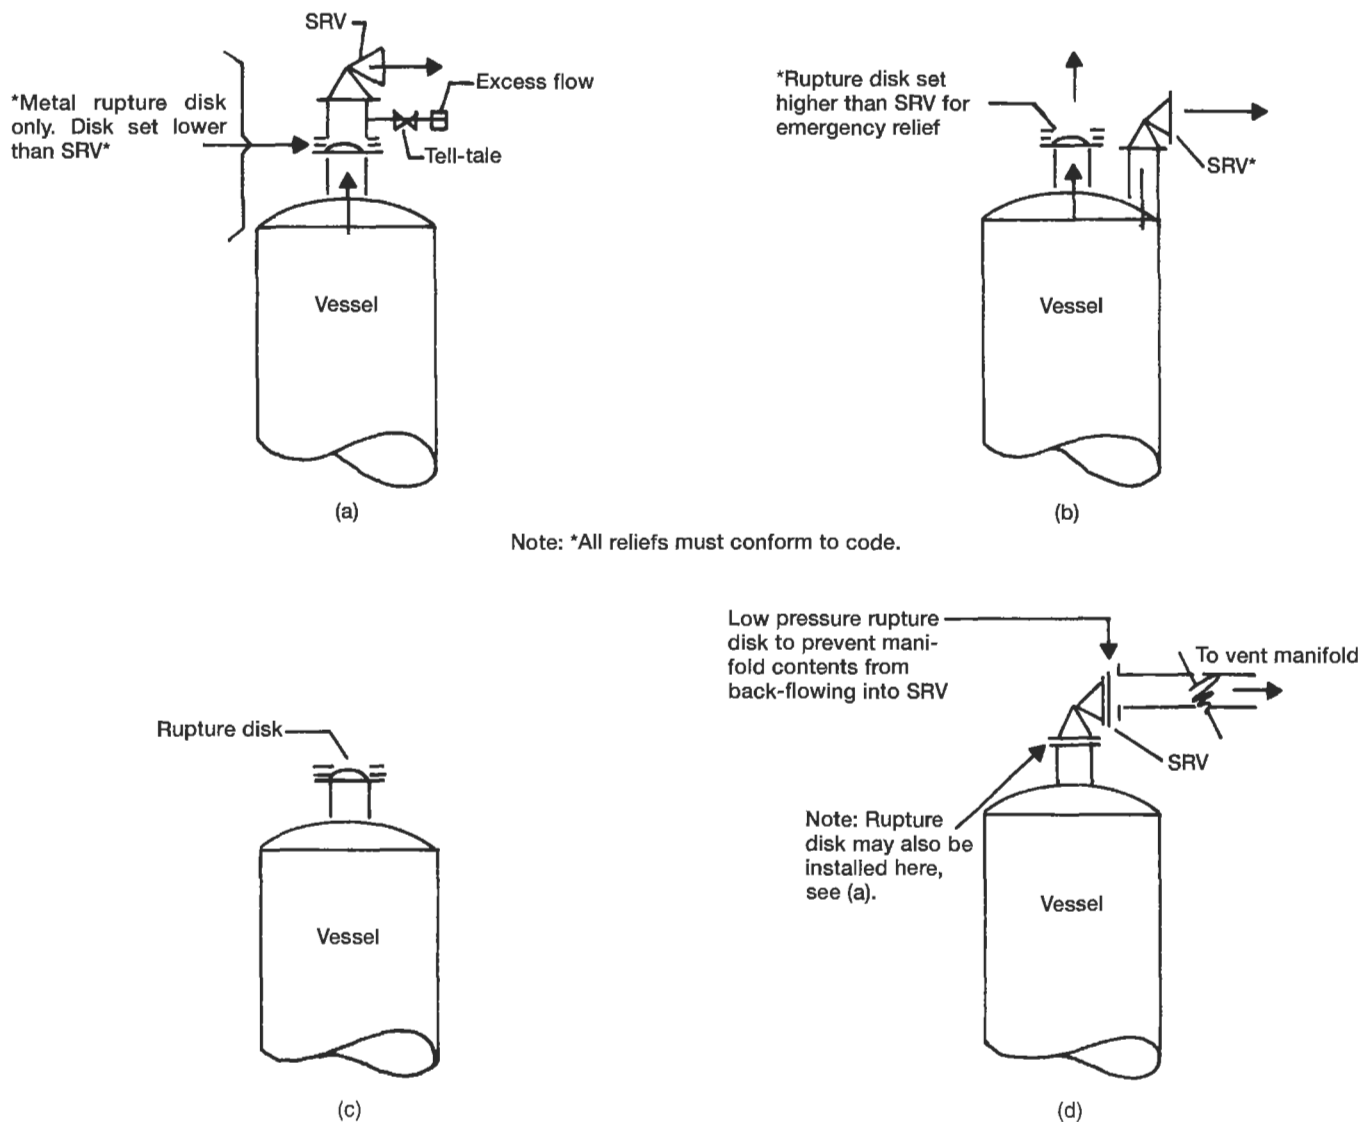 SRV
Excess flow
*Metal rupture disk
only. Disk set lower
than SRV*
Tell-tale
Vessel
(a)
*Rupture disk set
higher than SRV for
emergency relief
SRV*
Vessel
(b)
Note: *All reliefs must conform to code.
Rupture disk
Vessel
(c)
Low pressure rupture
disk to prevent mani-
fold contents from
back-flowing into SRV
To vent manifold
SRV
Note: Rupture
disk may also be
installed here,
see (a).
Vessel
(d)